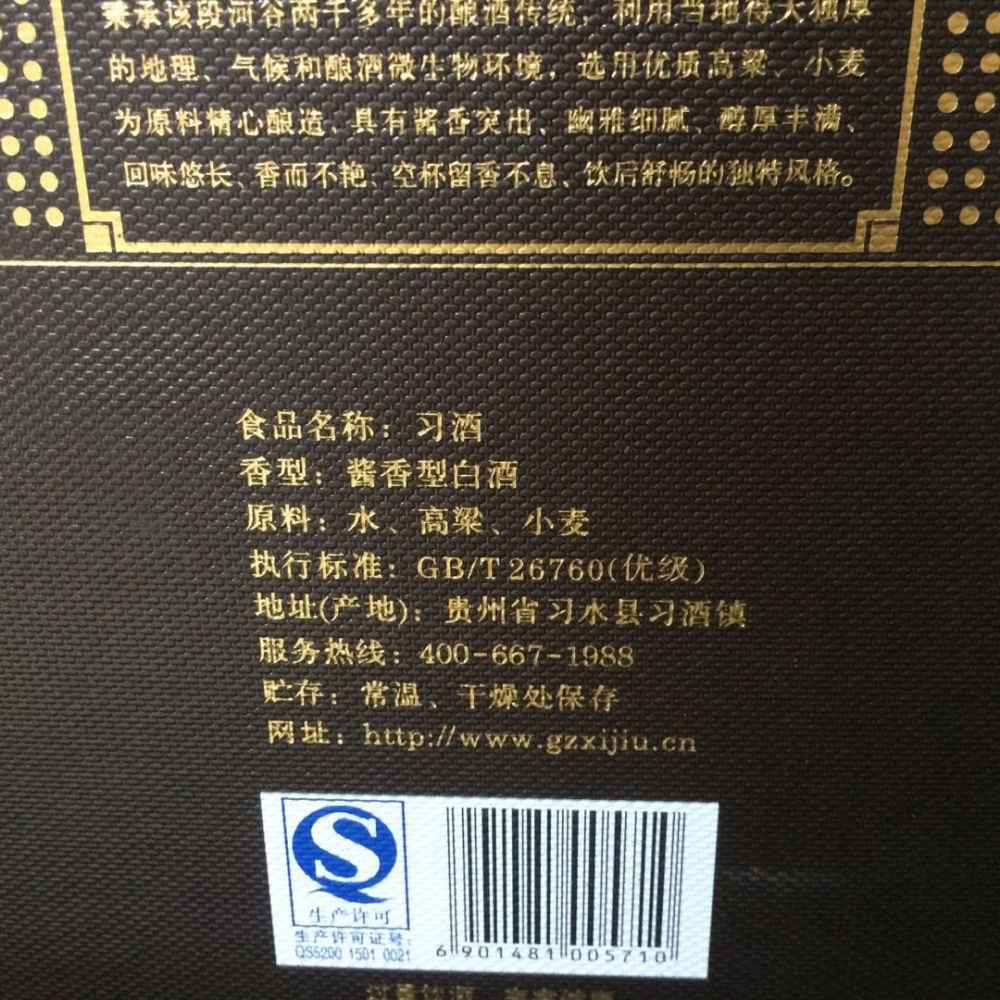 秉承该段河谷两千多年的酿酒传统，利用当地得天独厚
的地理、气候和酿酒微生物环境，选用优质高粱、小麦
为原料精心酿造、具有酱香突出、幽雅细腻、醇厚丰满、
回味悠长、香而不艳、空杯留香不息、饮后舒畅的独特风格。
食品名称：习酒
香型：酱香型白酒
原料：水、高粱、小麦
执行标准：GB/T 26760(优级)
地址(产地)：贵州省习水县习酒镇
服务热线：400-667-1988
贮存：常温、干燥处保存
网址：http://www.gzxijiu.cn
生产许可
生产许可证号:
QS5200 1501 0021
6 901481 005710